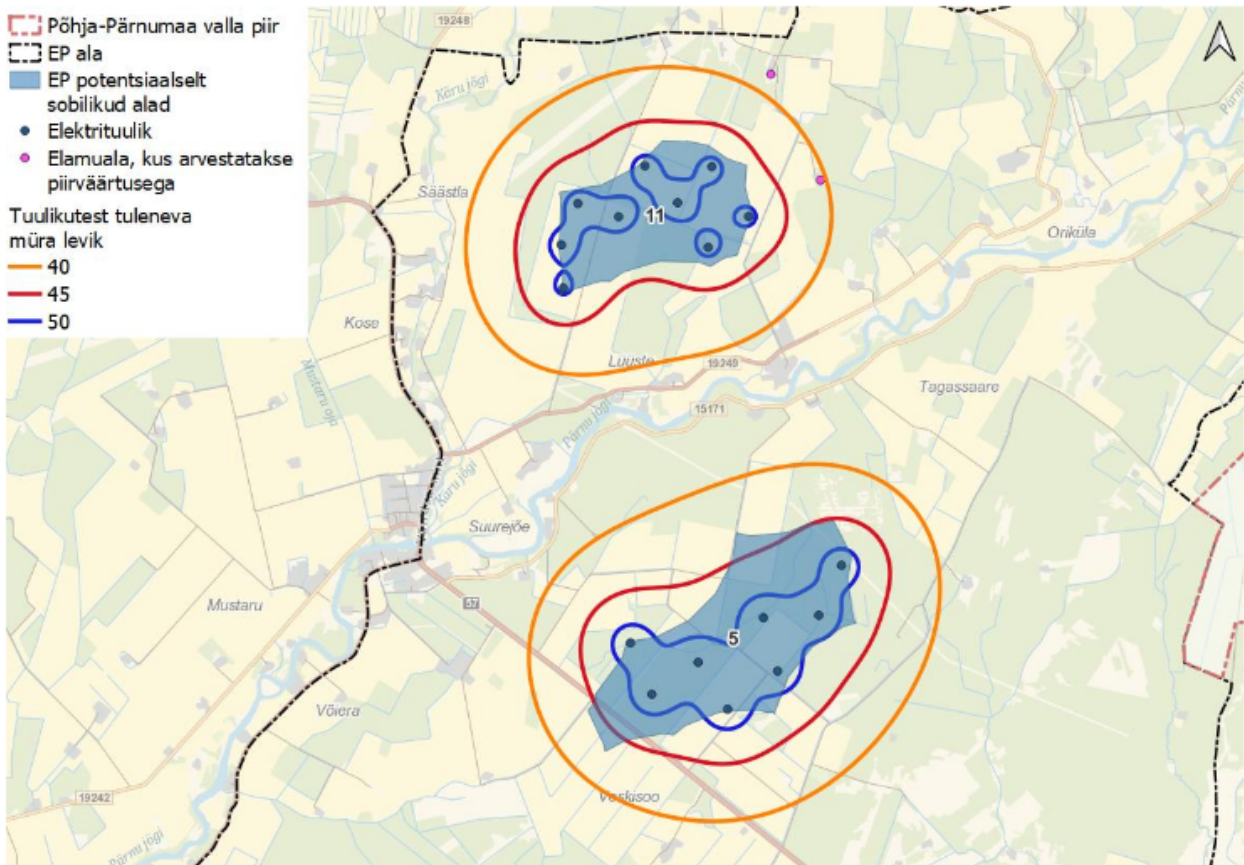 Põhja-Pärnumaa valla piir
EP ala
EP potentsiaalselt
sobilikud alad
Elektrituulik
Elamuala, kus arvestatakse
piirväärtusega
Tuulikutest tuleneva
müra levik
40
45
50
19248
Käru jõgi
Pärnu jõgi
Säästla
11
Oriküla
Kose
Luuste
19249
Mustaru oja
Tagassaare
15171
Pärnu jõgi
Käru jõgi
Suurejõe
57
Mustaru
5
Võiera
19242
Veskisoo
Pärnu jõgi